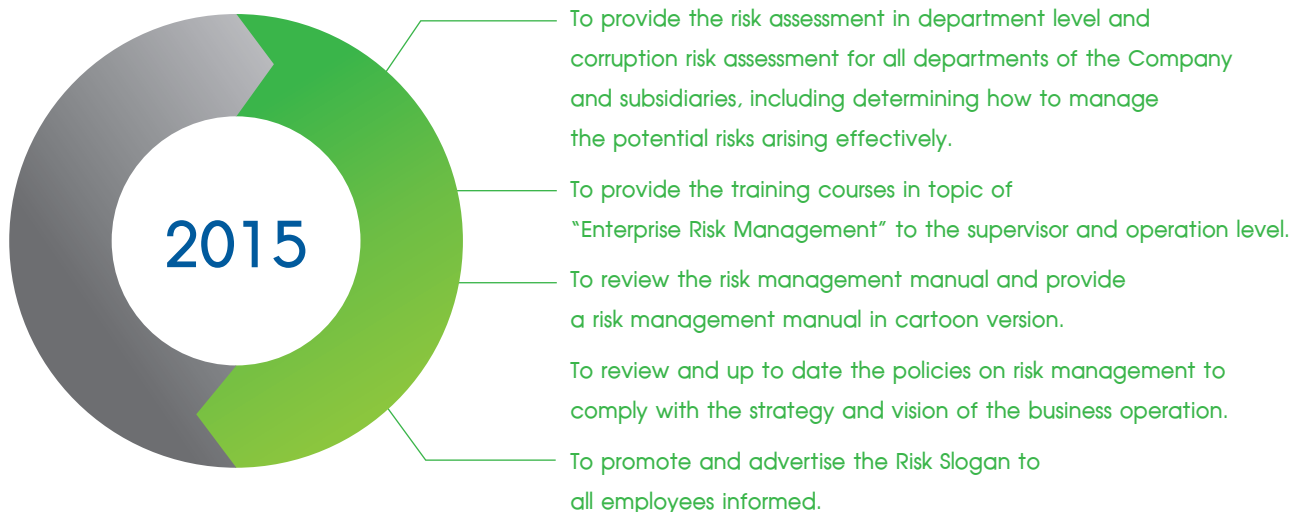 2015
To provide the risk assessment in department level and
corruption risk assessment for all departments of the Company
and subsidiaries, including determining how to manage
the potential risks arising effectively.
To provide the training courses in topic of
“Enterprise Risk Management” to the supervisor and operation level.
To review the risk management manual and provide
a risk management manual in cartoon version.
To review and up to date the policies on risk management to
comply with the strategy and vision of the business operation.
To promote and advertise the Risk Slogan to
all employees informed.